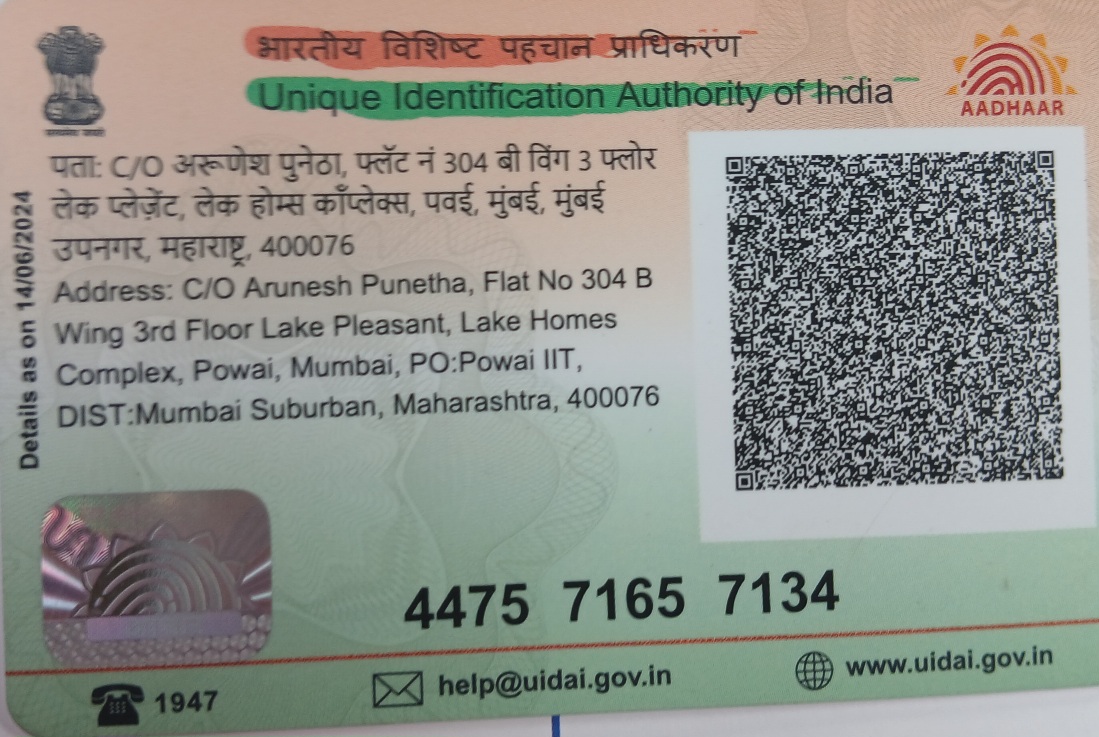 भारतीय विशिष्ट पहचान प्राधिकरण
Unique Identification Authority of India
AADHAAR
पता: C/O अरूणेश पुनेठा, फ्लॅट नं 304 बी विंग 3 फ्लोर
लेक प्लेज़ेंट, लेक होम्स काँप्लेक्स, पवई, मुंबई, मुंबई
उपनगर, महाराष्ट्र, 400076
Address: C/O Arunesh Punetha, Flat No 304 B
Wing 3rd Floor Lake Pleasant, Lake Homes
Complex, Powai, Mumbai, PO:Powai IIT,
DIST:Mumbai Suburban, Maharashtra, 400076
Details as on 14/06/2024
4475 7165 7134
1947
help@uidai.gov.in
www.uidai.gov.in